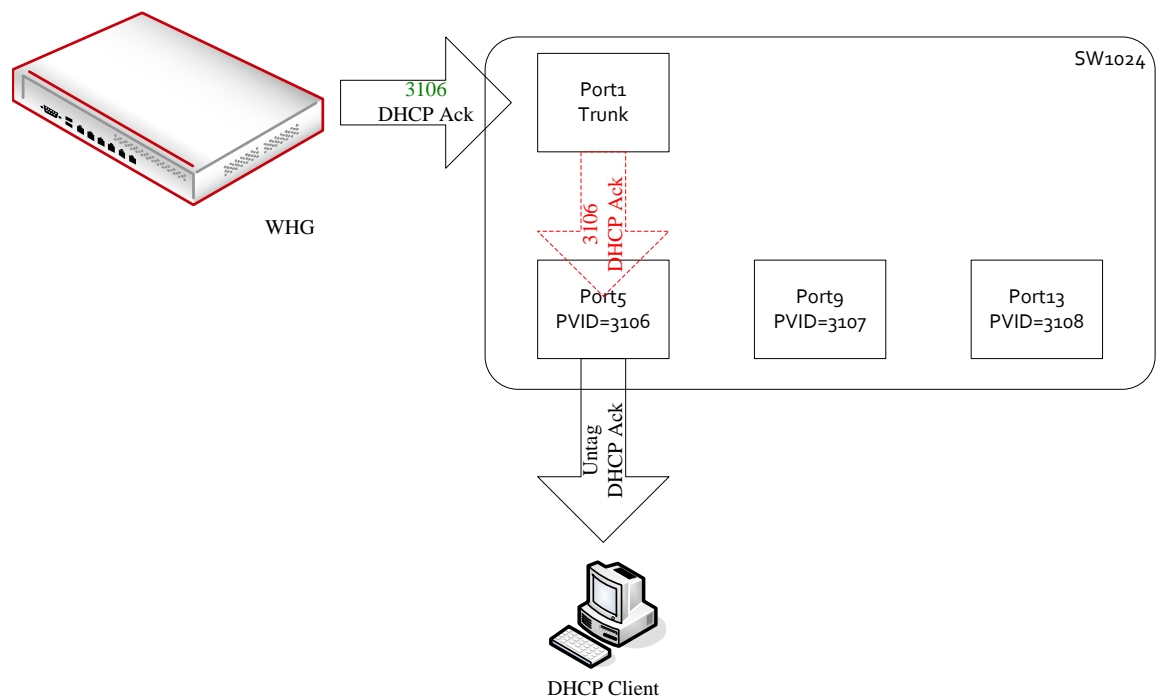 SW1024
3106
DHCP Ack
Port1
Trunk
WHG
3106
DHCP Ack
Port5
PVID=3106
Port9
PVID=3107
Port13
PVID=3108
Untag
DHCP Ack
DHCP Client